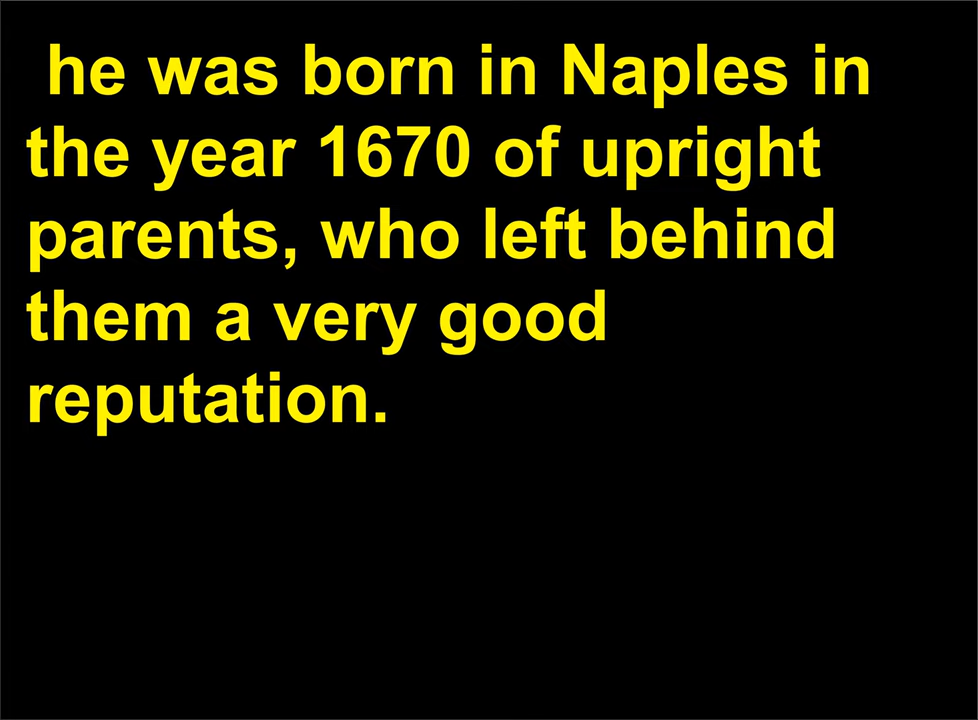 he was born in Naples in
the year 1670 of upright
parents, who left behind
them a very good
reputation.